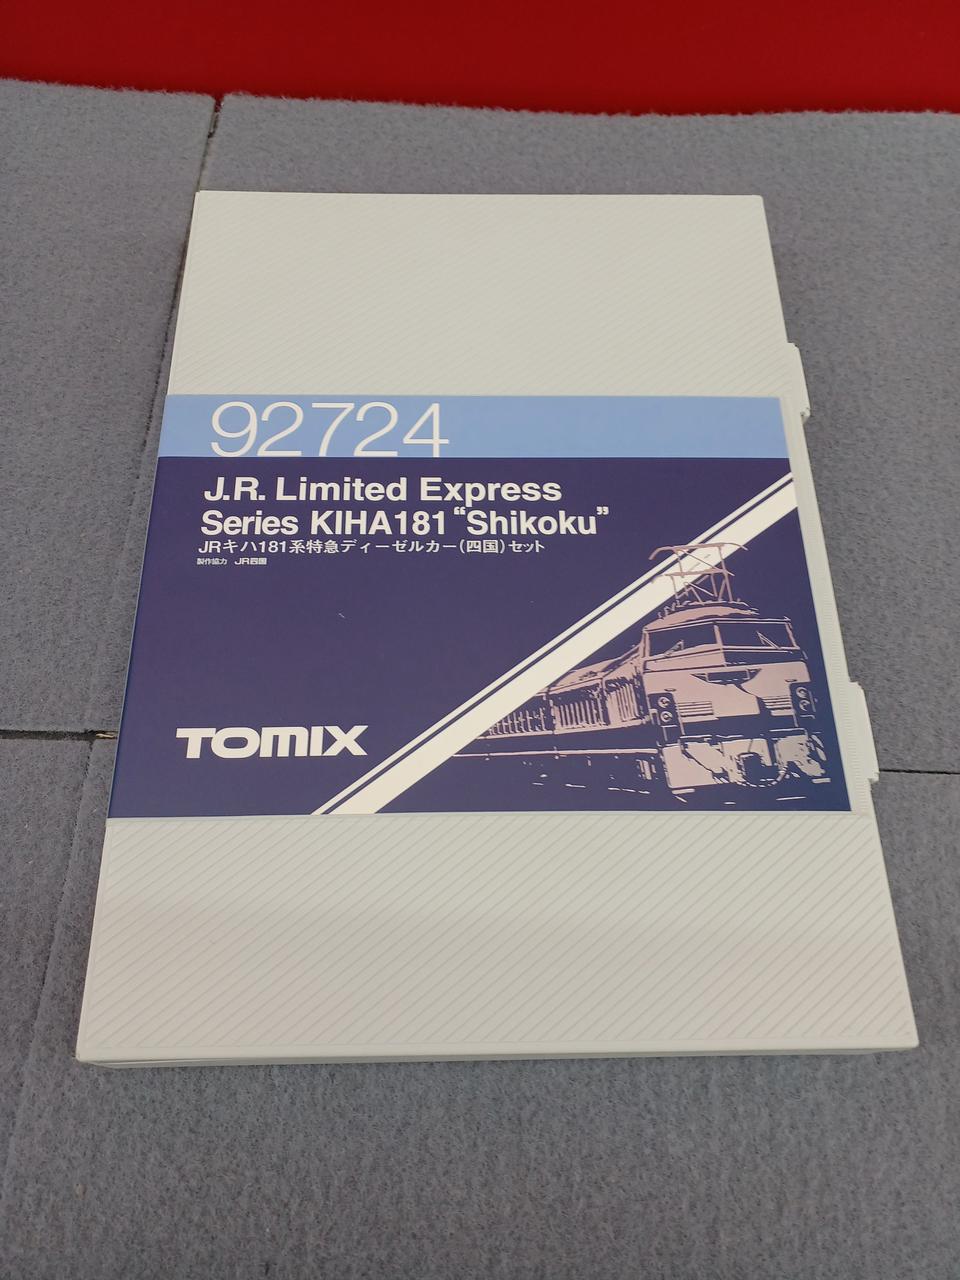 92724
J.R. Limited Express
Series KIHA181 “Shikoku”
JRキハ181系特急ディーゼルカー(四国)セット
製作協力 JR四国
TOMIX